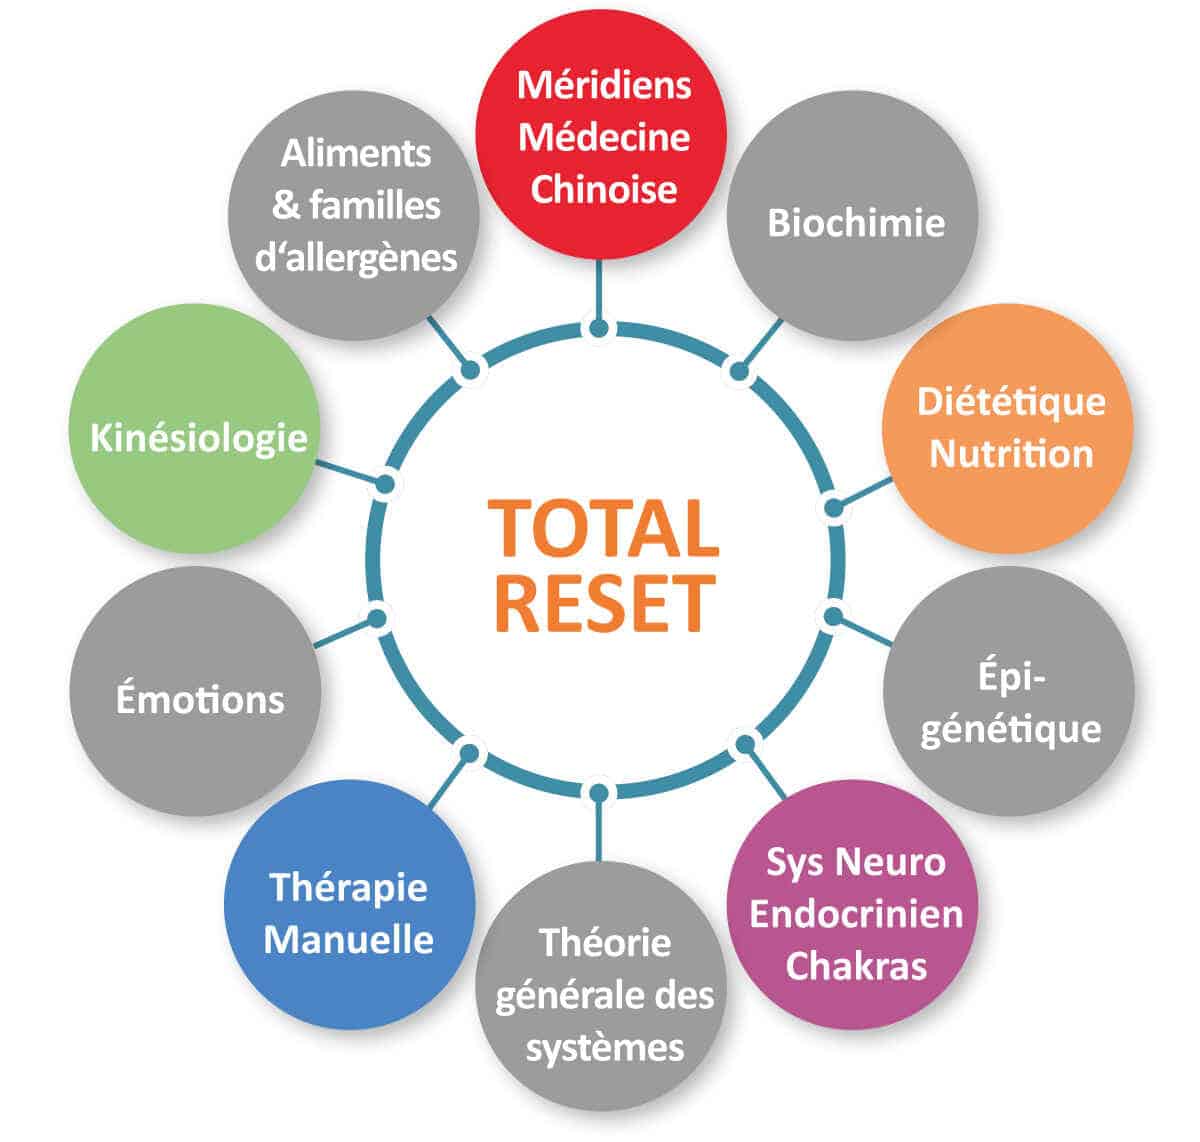 Méridiens
Médecine
Chinoise
Biochimie
Diététique
Nutrition
Épi-
génétique
Sys Neuro
Endocrinien
Chakras
Théorie
générale des
systèmes
Thérapie
Manuelle
Émotions
Kinésiologie
Aliments
& familles
d‘allergènes
TOTAL
RESET